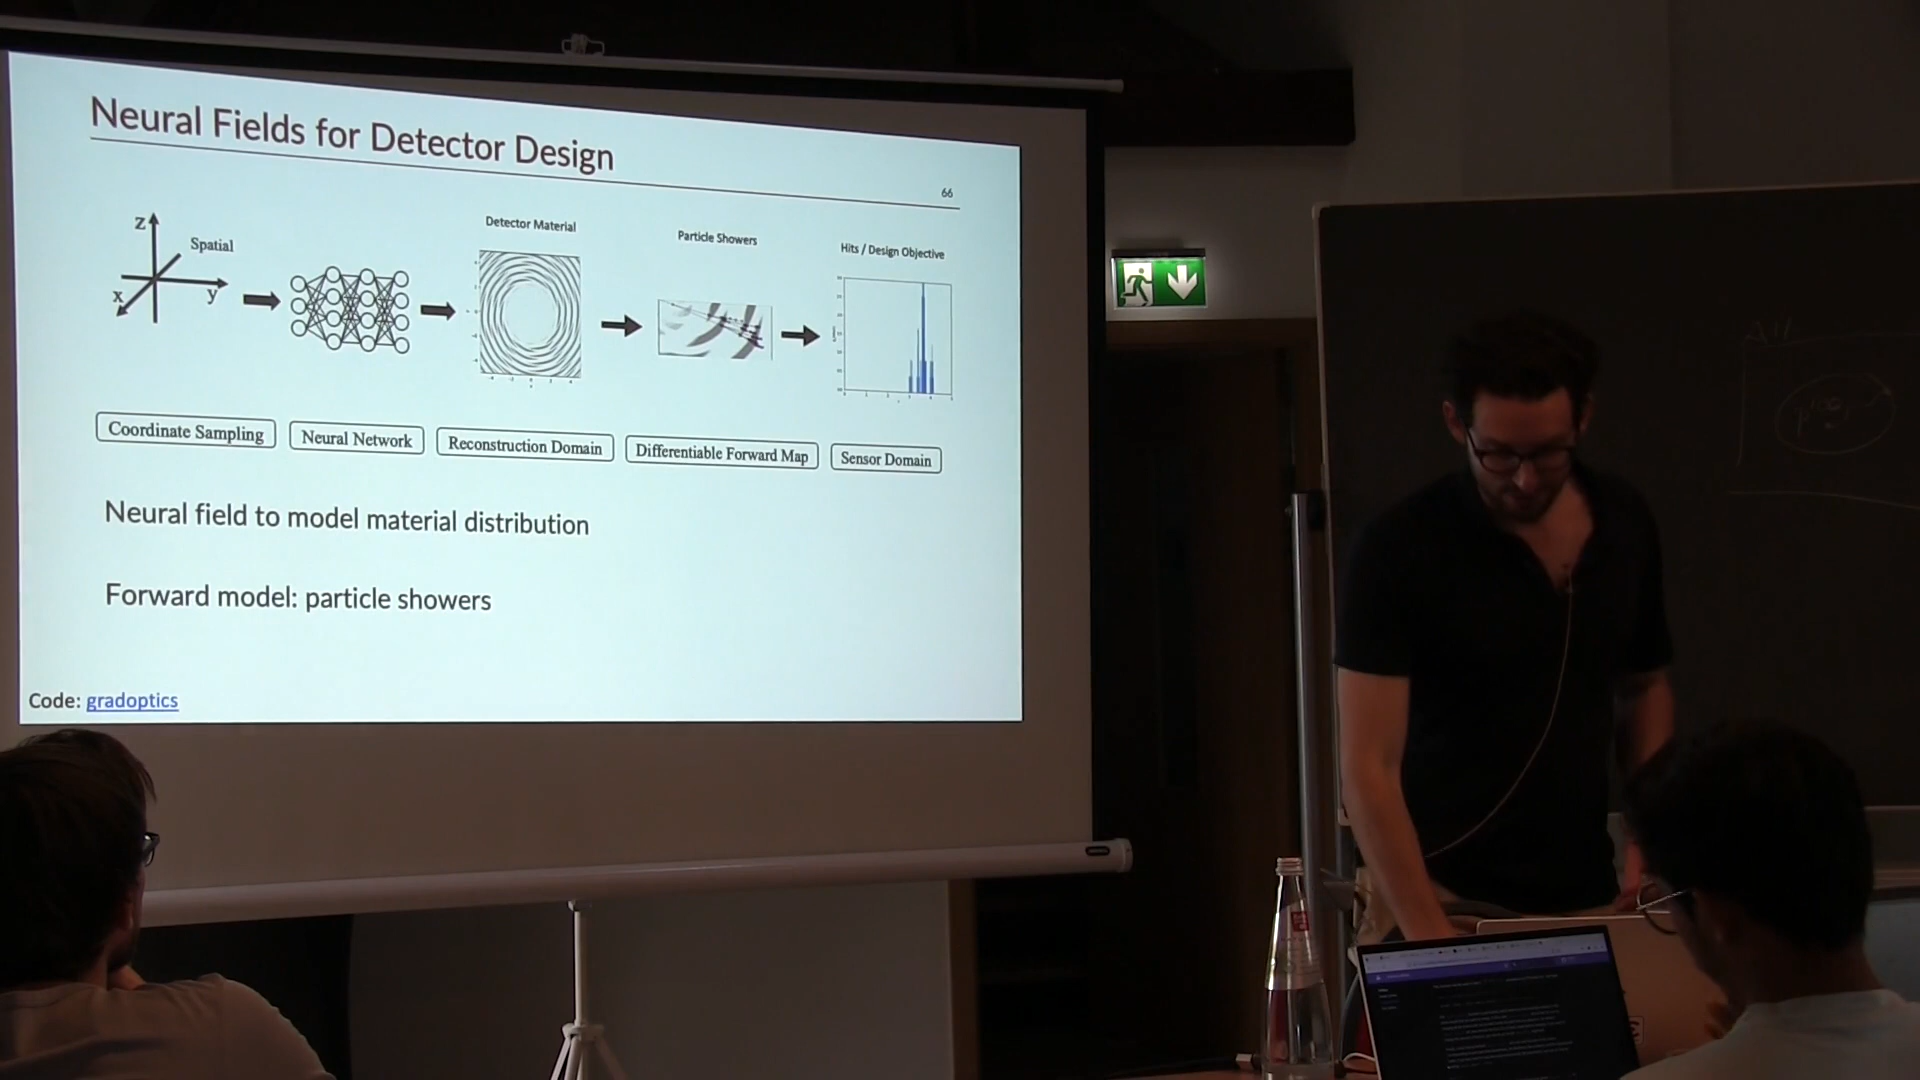 Neural Fields for Detector Design
66
Z
Spatial
x
y
Detector Material
Particle Showers
Hits / Design Objective
Coordinate Sampling
Neural Network
Reconstruction Domain
Differentiable Forward Map
Sensor Domain
Neural field to model material distribution
Forward model: particle showers
Code: gradoptics